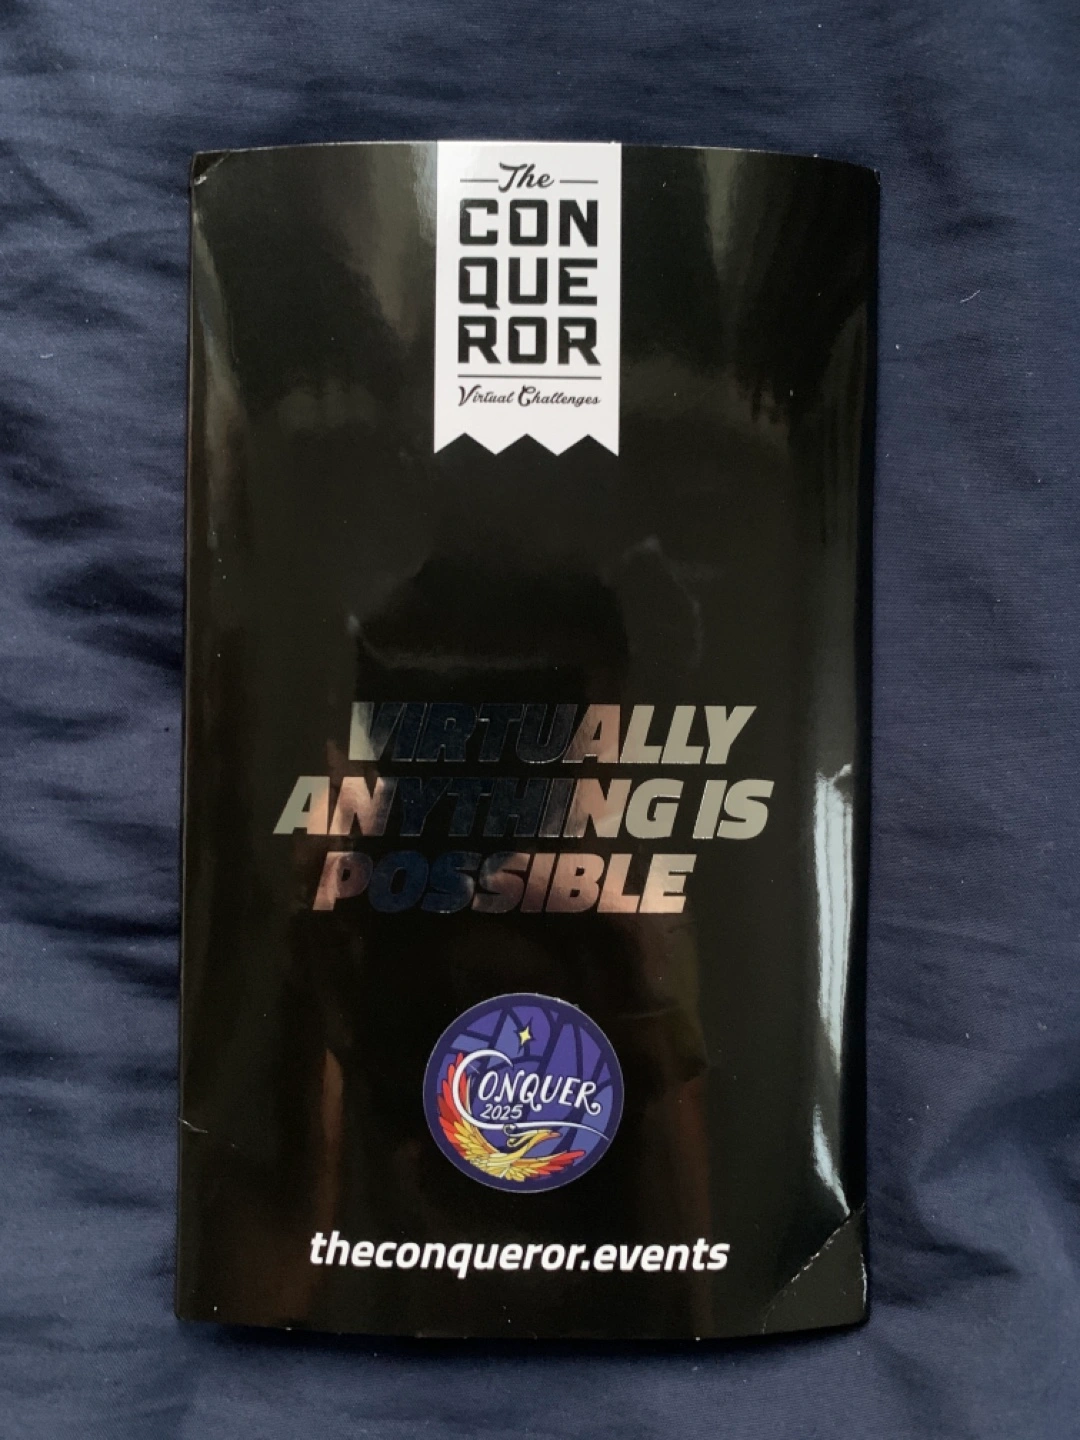 The
CON
QUE
ROR
Virtual Challenges
VIRTUALLY
ANYTHING IS
POSSIBLE
CONQUER
2025
theconqueror.events